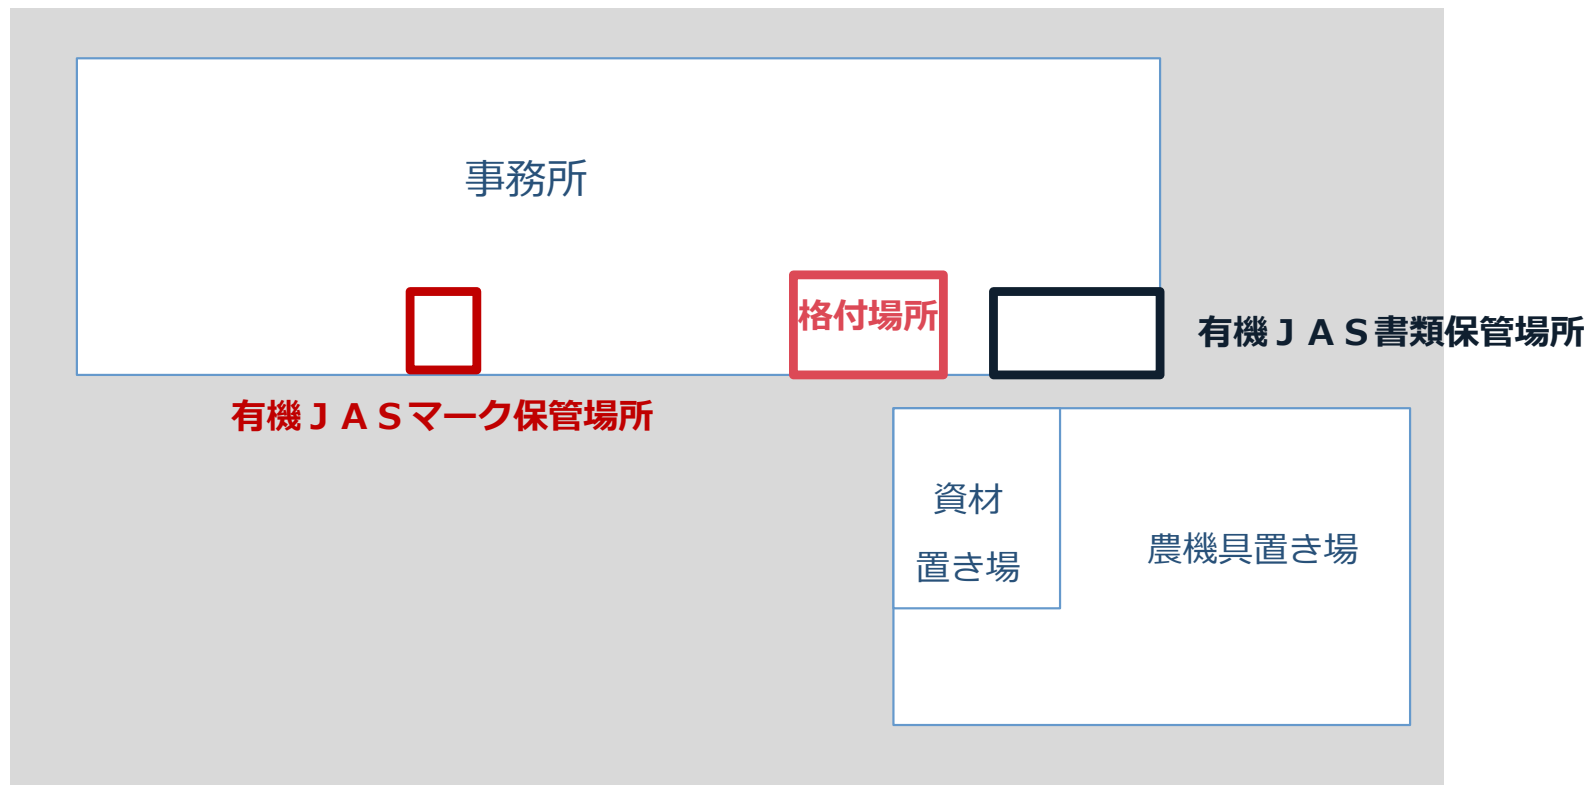 事務所
格付場所
有機ＪＡＳ書類保管場所
有機ＪＡＳマーク保管場所
資材
置き場
農機具置き場